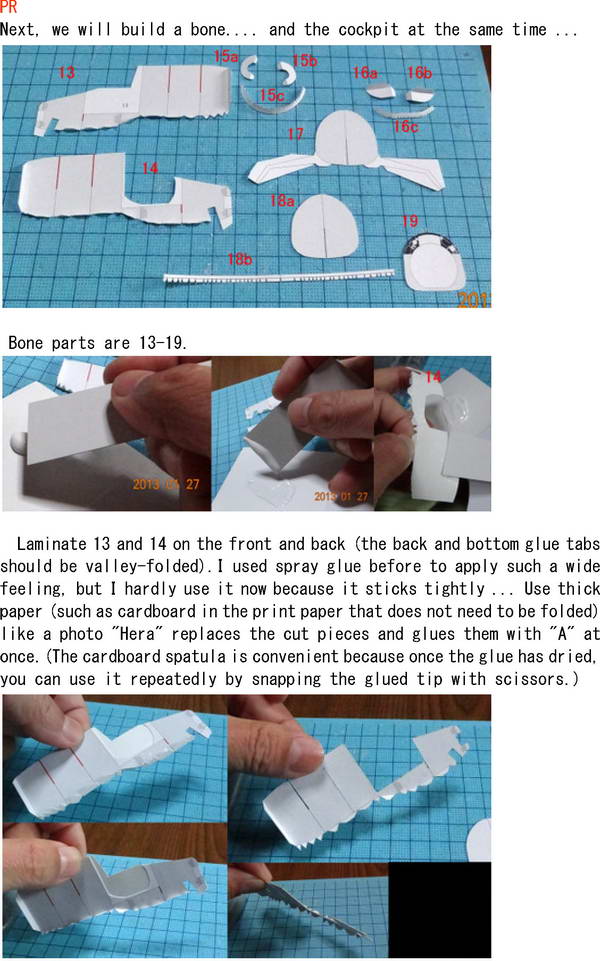 PR
Next, we will build a bone.... and the cockpit at the same time ...
13
15a
15b
15c
16a
16b
16c
17
14
18a
19
18b
201
Bone parts are 13-19.
14
2013 01 27
2013 01 27
Laminate 13 and 14 on the front and back (the back and bottom glue tabs
should be valley-folded).I used spray glue before to apply such a wide
feeling, but I hardly use it now because it sticks tightly ... Use thick
paper (such as cardboard in the print paper that does not need to be folded)
like a photo "Hera" replaces the cut pieces and glues them with "A" at
once.(The cardboard spatula is convenient because once the glue has dried,
you can use it repeatedly by snapping the glued tip with scissors.)